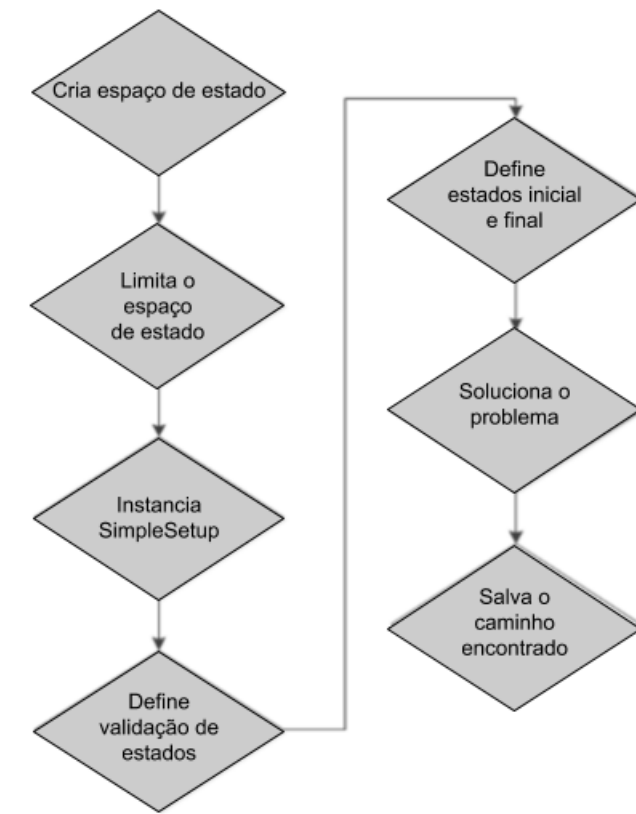 Cria espaço de estado
Limita o
espaço
de estado
Instancia
SimpleSetup
Define
validação de
estados
Define
estados inicial
e final
Soluciona o
problema
Salva o
caminho
encontrado